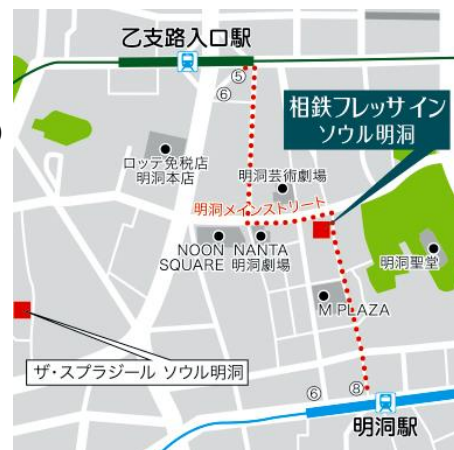 乙支路入口駅
⑤
⑥
相鉄フレッサイン
ソウル明洞
ロッテ免税店
明洞本店
明洞芸術劇場
明洞メインストリート
NOON
SQUARE
NANTA
明洞劇場
明洞聖堂
M PLAZA
ザ・スプラジール ソウル明洞
⑥
⑧
明洞駅